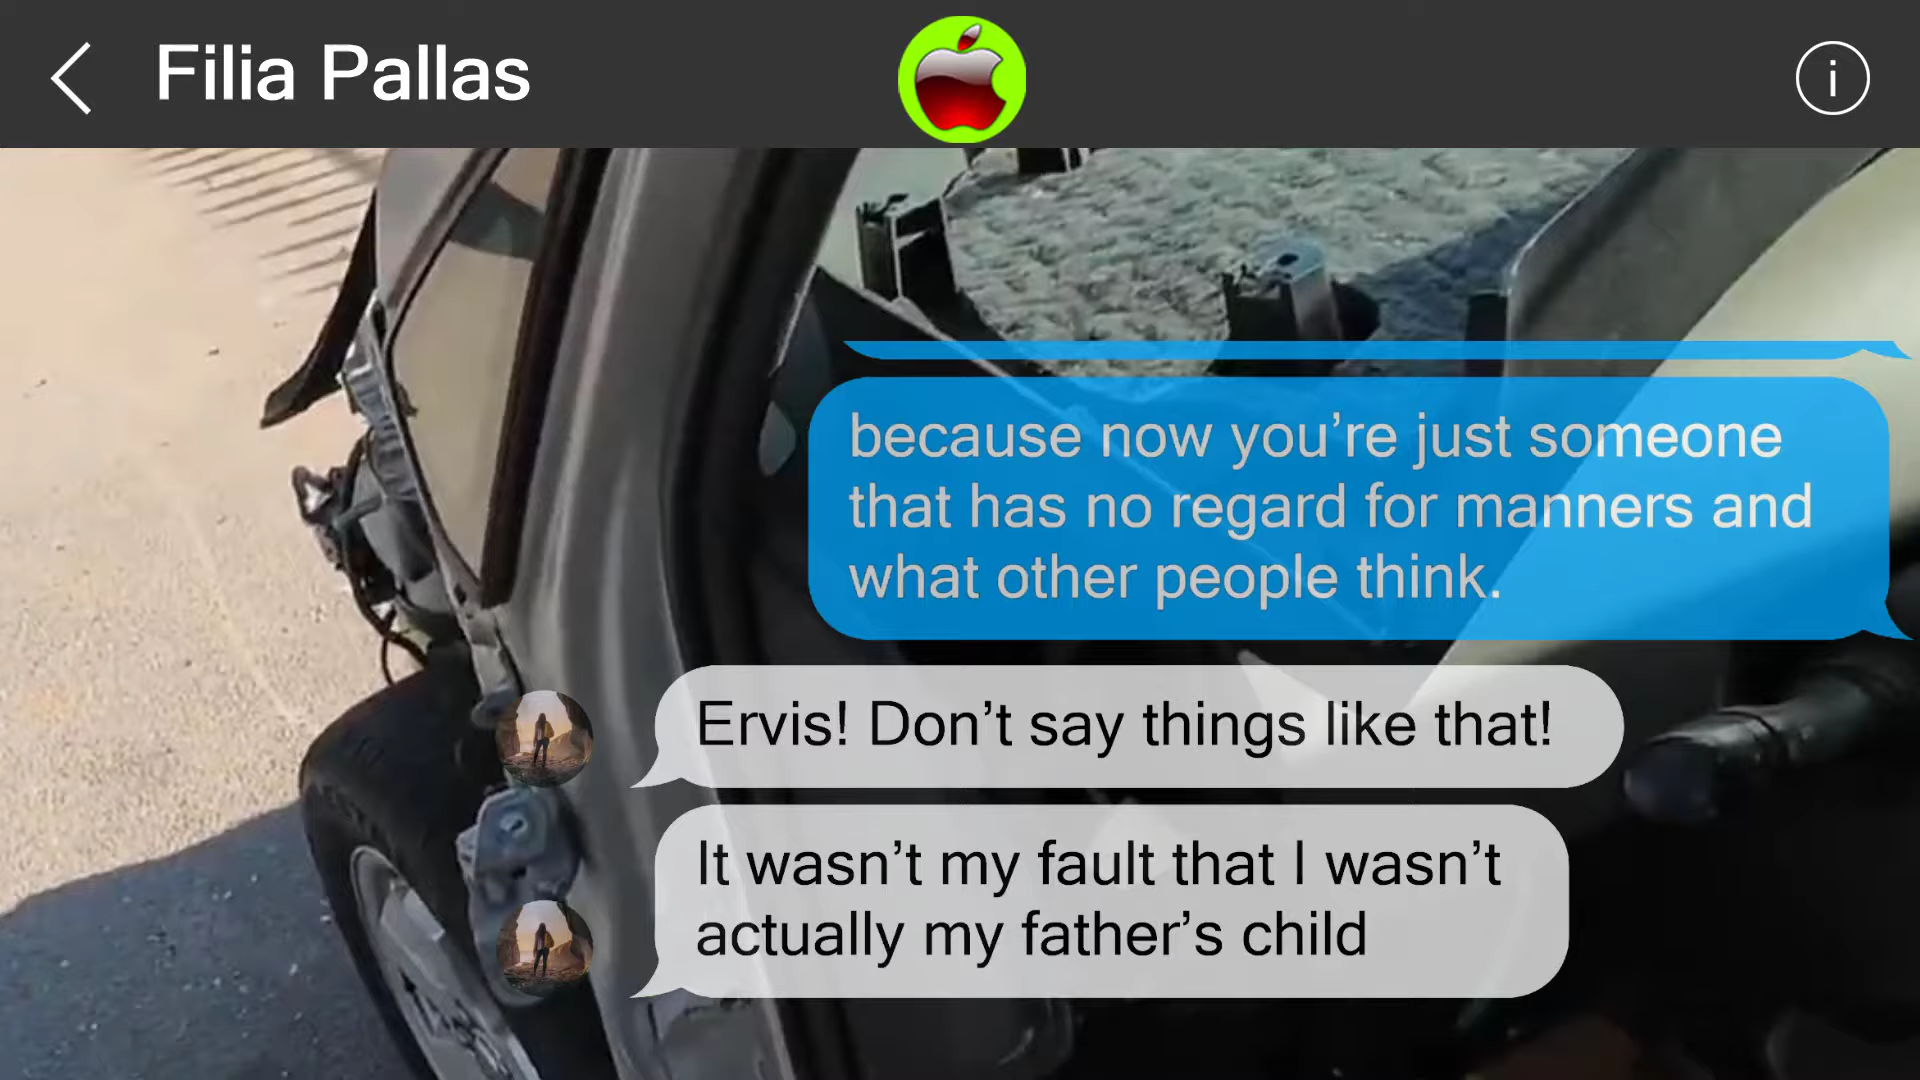 Filia Pallas
i
because now you’re just someone
that has no regard for manners and
what other people think.
Ervis! Don’t say things like that!
It wasn’t my fault that I wasn’t
actually my father’s child